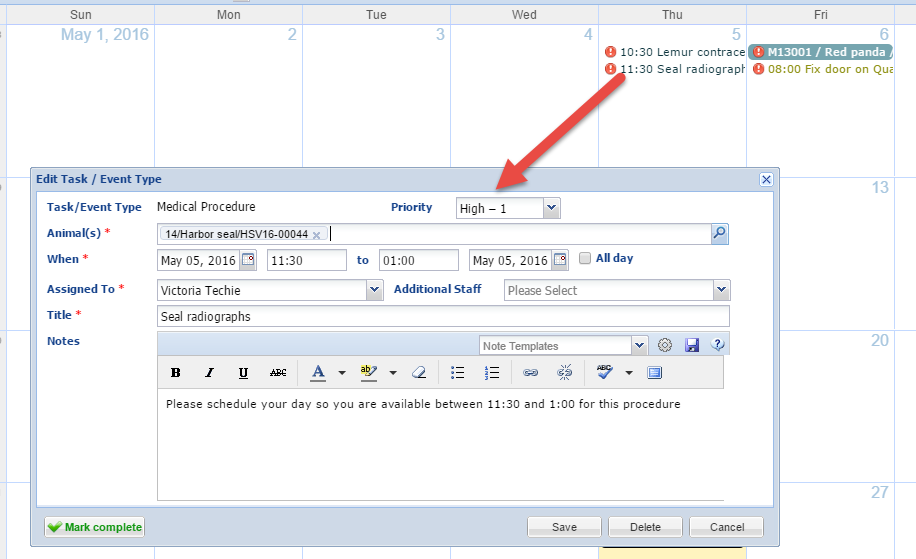 Sun Mon Tue Wed Thu Fri
May 1, 2016 2 3 4 5 6
10:30 Lemur contrace
M13001 / Red panda /
11:30 Seal radiograph
08:00 Fix door on Qua
Edit Task / Event Type
13
Task/Event Type Medical Procedure Priority High – 1
Animal(s) * 14/Harbor seal/HSV16-00044
When * May 05, 2016 11:30 to 01:00 May 05, 2016 All day
Assigned To * Victoria Techie Additional Staff Please Select
Title * Seal radiographs
Notes
20
Note Templates
B I U ABC A ab ABC
Please schedule your day so you are available between 11:30 and 1:00 for this procedure
27
Mark complete Save Delete Cancel